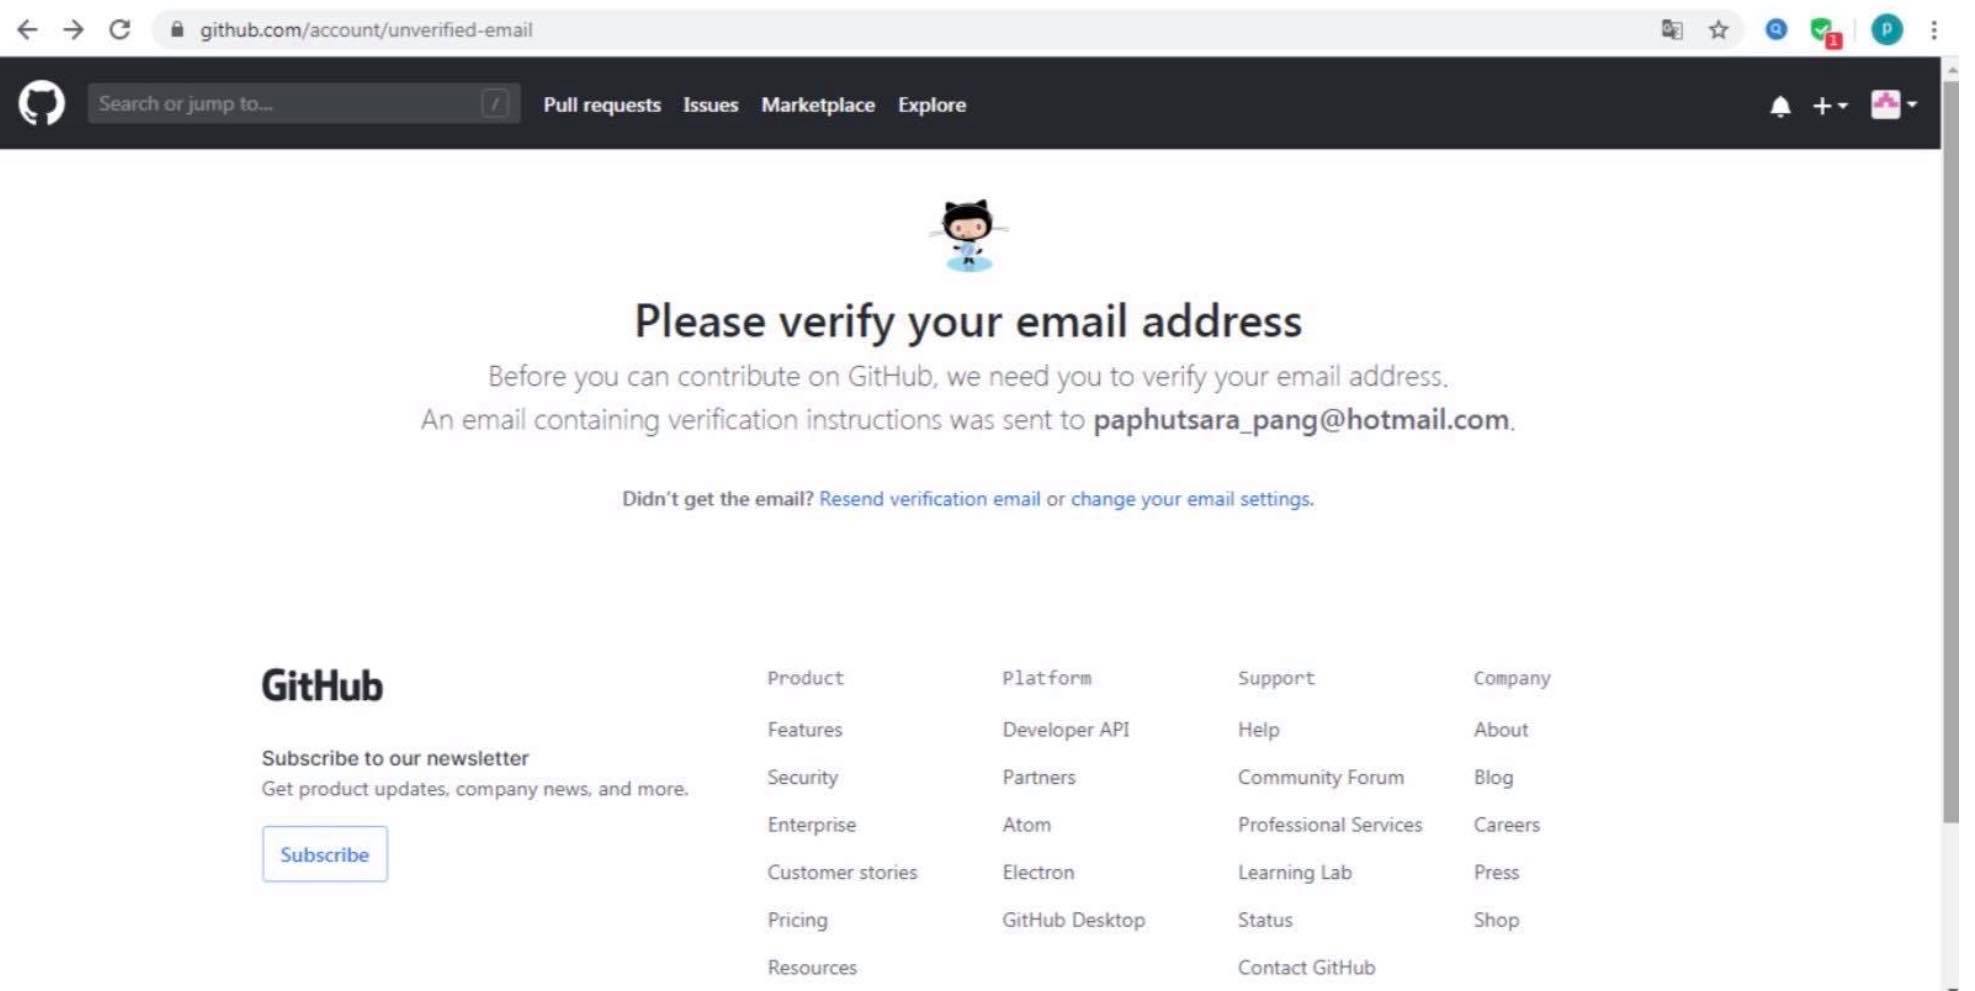 github.com/account/unverified-email
1
p
Search or jump to...
/
Pull requests Issues Marketplace Explore
Please verify your email address
Before you can contribute on GitHub, we need you to verify your email address.
An email containing verification instructions was sent to paphutsara_pang@hotmail.com.
Didn't get the email? Resend verification email or change your email settings.
GitHub
Subscribe to our newsletter
Get product updates, company news, and more.
Subscribe
Product
Features
Security
Enterprise
Customer stories
Pricing
Resources
Platform
Developer API
Partners
Atom
Electron
GitHub Desktop
Support
Help
Community Forum
Professional Services
Learning Lab
Status
Contact GitHub
Company
About
Blog
Careers
Press
Shop